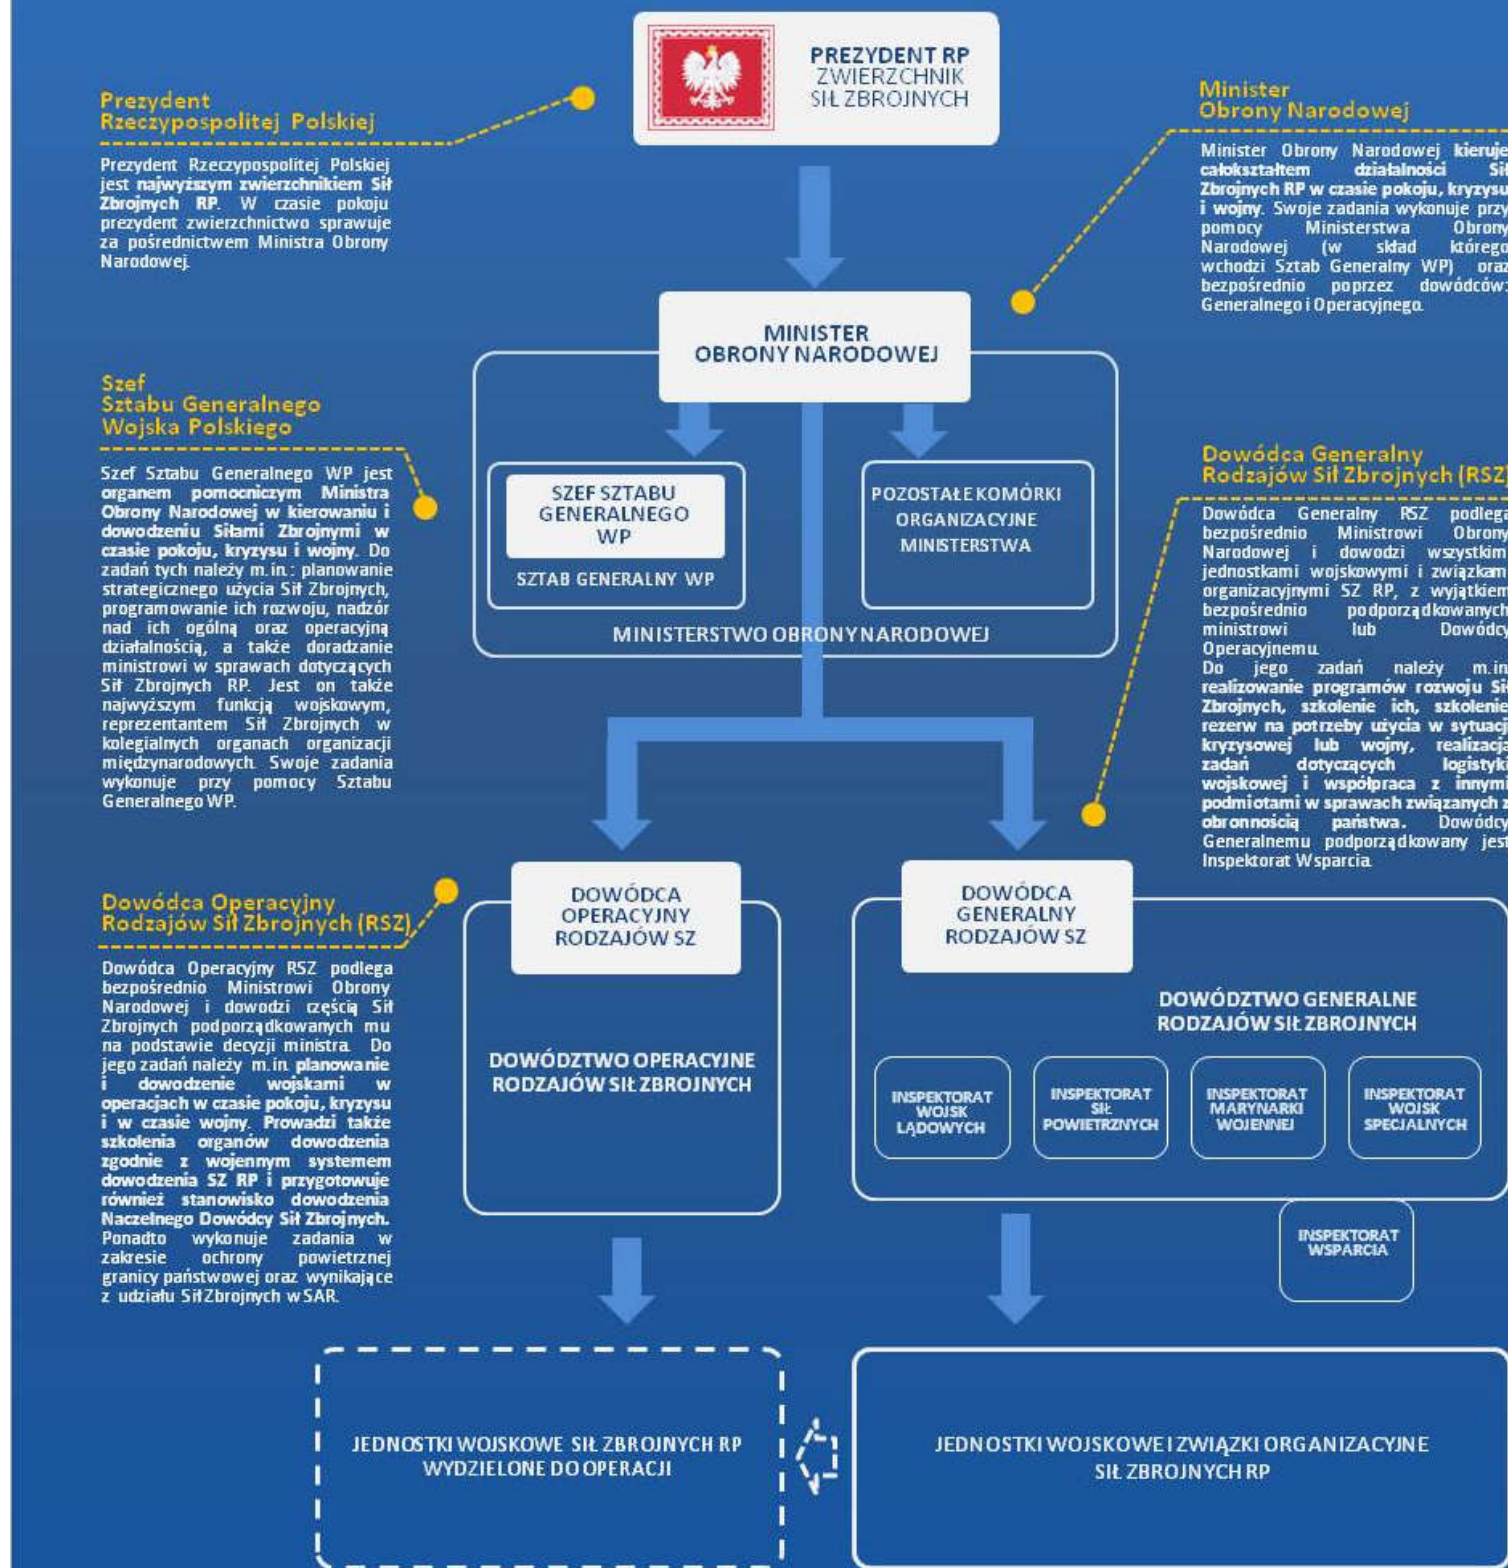 PREZYDENT RP
ZWIERZCHNIK
SIŁ ZBROJNYCH
Prezydent
Rzeczypospolitej Polskiej
Prezydent Rzeczypospolitej Polskiej
jest najwyższym zwierzchnikiem Sił
Zbrojnych RP. W czasie pokoju
prezydent zwierzchnictwo sprawuje
za pośrednictwem Ministra Obrony
Narodowej.
Minister
Obrony Narodowej
Minister Obrony Narodowej kieruje
całokształtem działalności Sił
Zbrojnych RP w czasie pokoju, kryzysu
i wojny. Swoje zadania wykonuje przy
pomocy Ministerstwa Obrony
Narodowej (w skład którego
wchodzi Sztab Generalny WP) oraz
bezpośrednio poprzez dowódców:
Generalnego i Operacyjnego.
MINISTER
OBRONY NARODOWEJ
Szef
Sztabu Generalnego
Wojska Polskiego
Szef Sztabu Generalnego WP jest
organem pomocniczym Ministra
Obrony Narodowej w kierowaniu i
dowodzeniu Siłami Zbrojnymi w
czasie pokoju, kryzysu i wojny. Do
zadań tych należy m.in.: planowanie
strategicznego użycia Sił Zbrojnych,
programowanie ich rozwoju, nadzór
nad ich ogólną oraz operacyjną
działalnością, a także doradzanie
ministrowi w sprawach dotyczących
Sił Zbrojnych RP. Jest on także
najwyższym funkcją wojskowym,
reprezentantem Sił Zbrojnych w
kolegialnych organach organizacji
międzynarodowych. Swoje zadania
wykonuje przy pomocy Sztabu
Generalnego WP.
SZEF SZTABU
GENERALNEGO
WP
SZTAB GENERALNY WP
POZOSTAŁE KOMÓRKI
ORGANIZACYJNE
MINISTERSTWA
MINISTERSTWO OBRONY NARODOWEJ
Dowódca Generalny
Rodzajów Sił Zbrojnych (RSZ)
Dowódca Generalny RSZ podlega
bezpośrednio Ministrowi Obrony
Narodowej i dowodzi wszystkim
jednostkami wojskowymi i związkam
organizacyjnymi SZ RP, z wyjątkiem
bezpośrednio podporządkowanych
ministrowi lub Dowódcy
Operacyjnemu.
Do jego zadań należy m.in.
realizowanie programów rozwoju Sił
Zbrojnych, szkolenie ich, szkolenie
rezerw na potrzeby użycia w sytuacji
kryzysowej lub wojny, realizacja
zadań dotyczących logistyki
wojskowej i współpraca z innymi
podmiotami w sprawach związanych z
obronnością państwa. Dowódcy
Generalnemu podporządkowany jest
Inspektorat Wsparcia.
Dowódca Operacyjny
Rodzajów Sił Zbrojnych (RSZ)
Dowódca Operacyjny RSZ podlega
bezpośrednio Ministrowi Obrony
Narodowej i dowodzi częścią Sił
Zbrojnych podporządkowanych mu
na podstawie decyzji ministra. Do
jego zadań należy m.in. planowanie
i dowodzenie wojskami w
operacjach w czasie pokoju, kryzysu
i w czasie wojny. Prowadzi także
szkolenia organów dowodzenia
zgodnie z wojennym systemem
dowodzenia SZ RP i przygotowuje
również stanowisko dowodzenia
Naczelnego Dowódcy Sił Zbrojnych.
Ponadto wykonuje zadania w
zakresie ochrony powietrznej
granicy państwowej oraz wynikające
z udziału Sił Zbrojnych w SAR.
DOWÓDCA
OPERACYJNY
RODZAJÓW SZ
DOWÓDZTWO OPERACYJNE
RODZAJÓW SIŁ ZBROJNYCH
DOWÓDCA
GENERALNY
RODZAJÓW SZ
DOWÓDZTWO GENERALNE
RODZAJÓW SIŁ ZBROJNYCH
INSPEKTORAT
WOJSK
LĄDOWYCH
INSPEKTORAT
SIŁ
POWIETRZNYCH
INSPEKTORAT
MARYNARKI
WOJENNEJ
INSPEKTORAT
WOJSK
SPECJALNYCH
INSPEKTORAT
WSPARCIA
JEDNOSTKI WOJSKOWE SIŁ ZBROJNYCH RP
WYDZIELONE DO OPERACJI
JEDNOSTKI WOJSKOWE I ZWIĄZKI ORGANIZACYJNE
SIŁ ZBROJNYCH RP